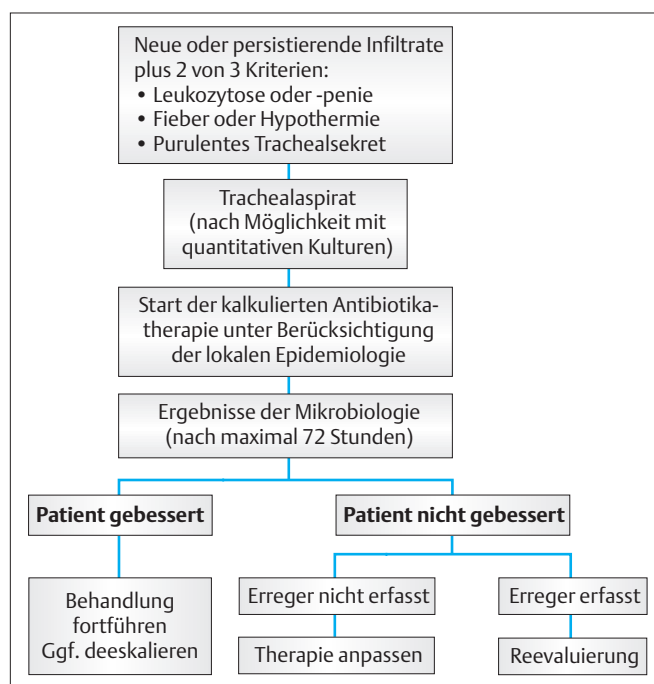 Neue oder persistierende Infiltrate
plus 2 von 3 Kriterien:
• Leukozytose oder -penie
• Fieber oder Hypothermie
• Purulentes Trachealsekret
Trachealaspirat
(nach Möglichkeit mit
quantitativen Kulturen)
Start der kalkulierten Antibiotika-
therapie unter Berücksichtigung
der lokalen Epidemiologie
Ergebnisse der Mikrobiologie
(nach maximal 72 Stunden)
Patient gebessert
Patient nicht gebessert
Behandlung
fortführen
Ggf. deeskalieren
Erreger nicht erfasst
Erreger erfasst
Therapie anpassen
Reevaluierung